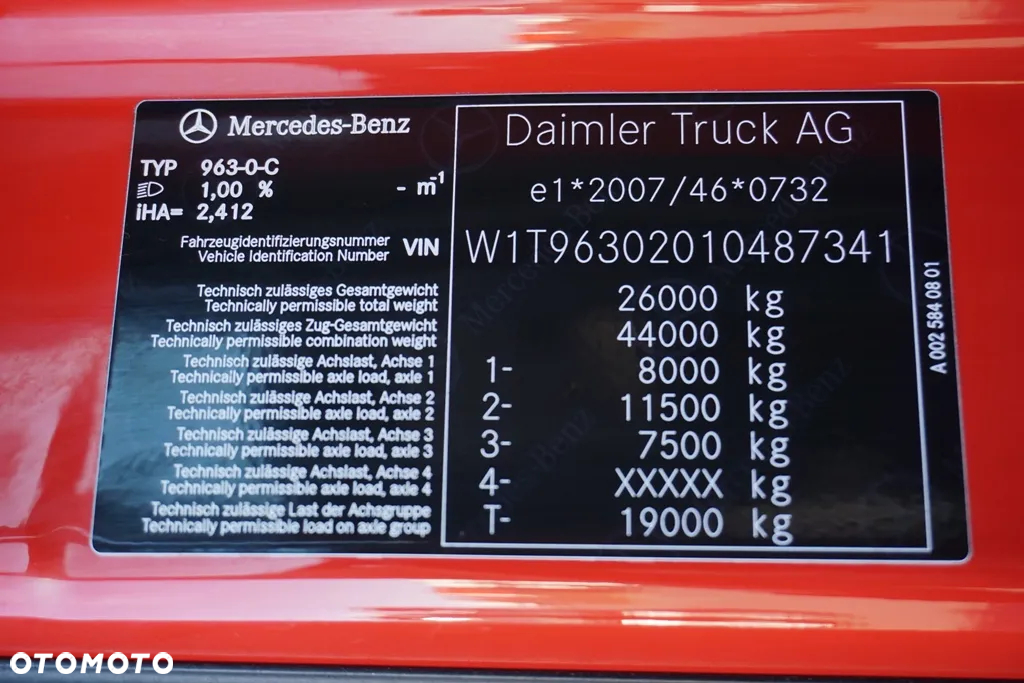 Mercedes-Benz
TYP 963-0-C
1,00 % - m-1
iHA= 2,412
Fahrzeugidentifizierungsnummer
Vehicle Identification Number VIN
Technisch zulässiges Gesamtgewicht
Technically permissible total weight
Technisch zulässiges Zug-Gesamtgewicht
Technically permissible combination weight
Technisch zulässige Achslast, Achse 1
Technically permissible axle load, axle 1
Technisch zulässige Achslast, Achse 2
Technically permissible axle load, axle 2
Technisch zulässige Achslast, Achse 3
Technically permissible axle load, axle 3
Technisch zulässige Achslast, Achse 4
Technically permissible axle load, axle 4
Technisch zulässige Last der Achsgruppe
Technically permissible load on axle group
Daimler Truck AG
e1*2007/46*0732
W1T96302010487341
26000 kg
44000 kg
1- 8000 kg
2- 11500 kg
3- 7500 kg
4- XXXXX kg
T- 19000 kg
A 002 584 08 01
OTOMOTO